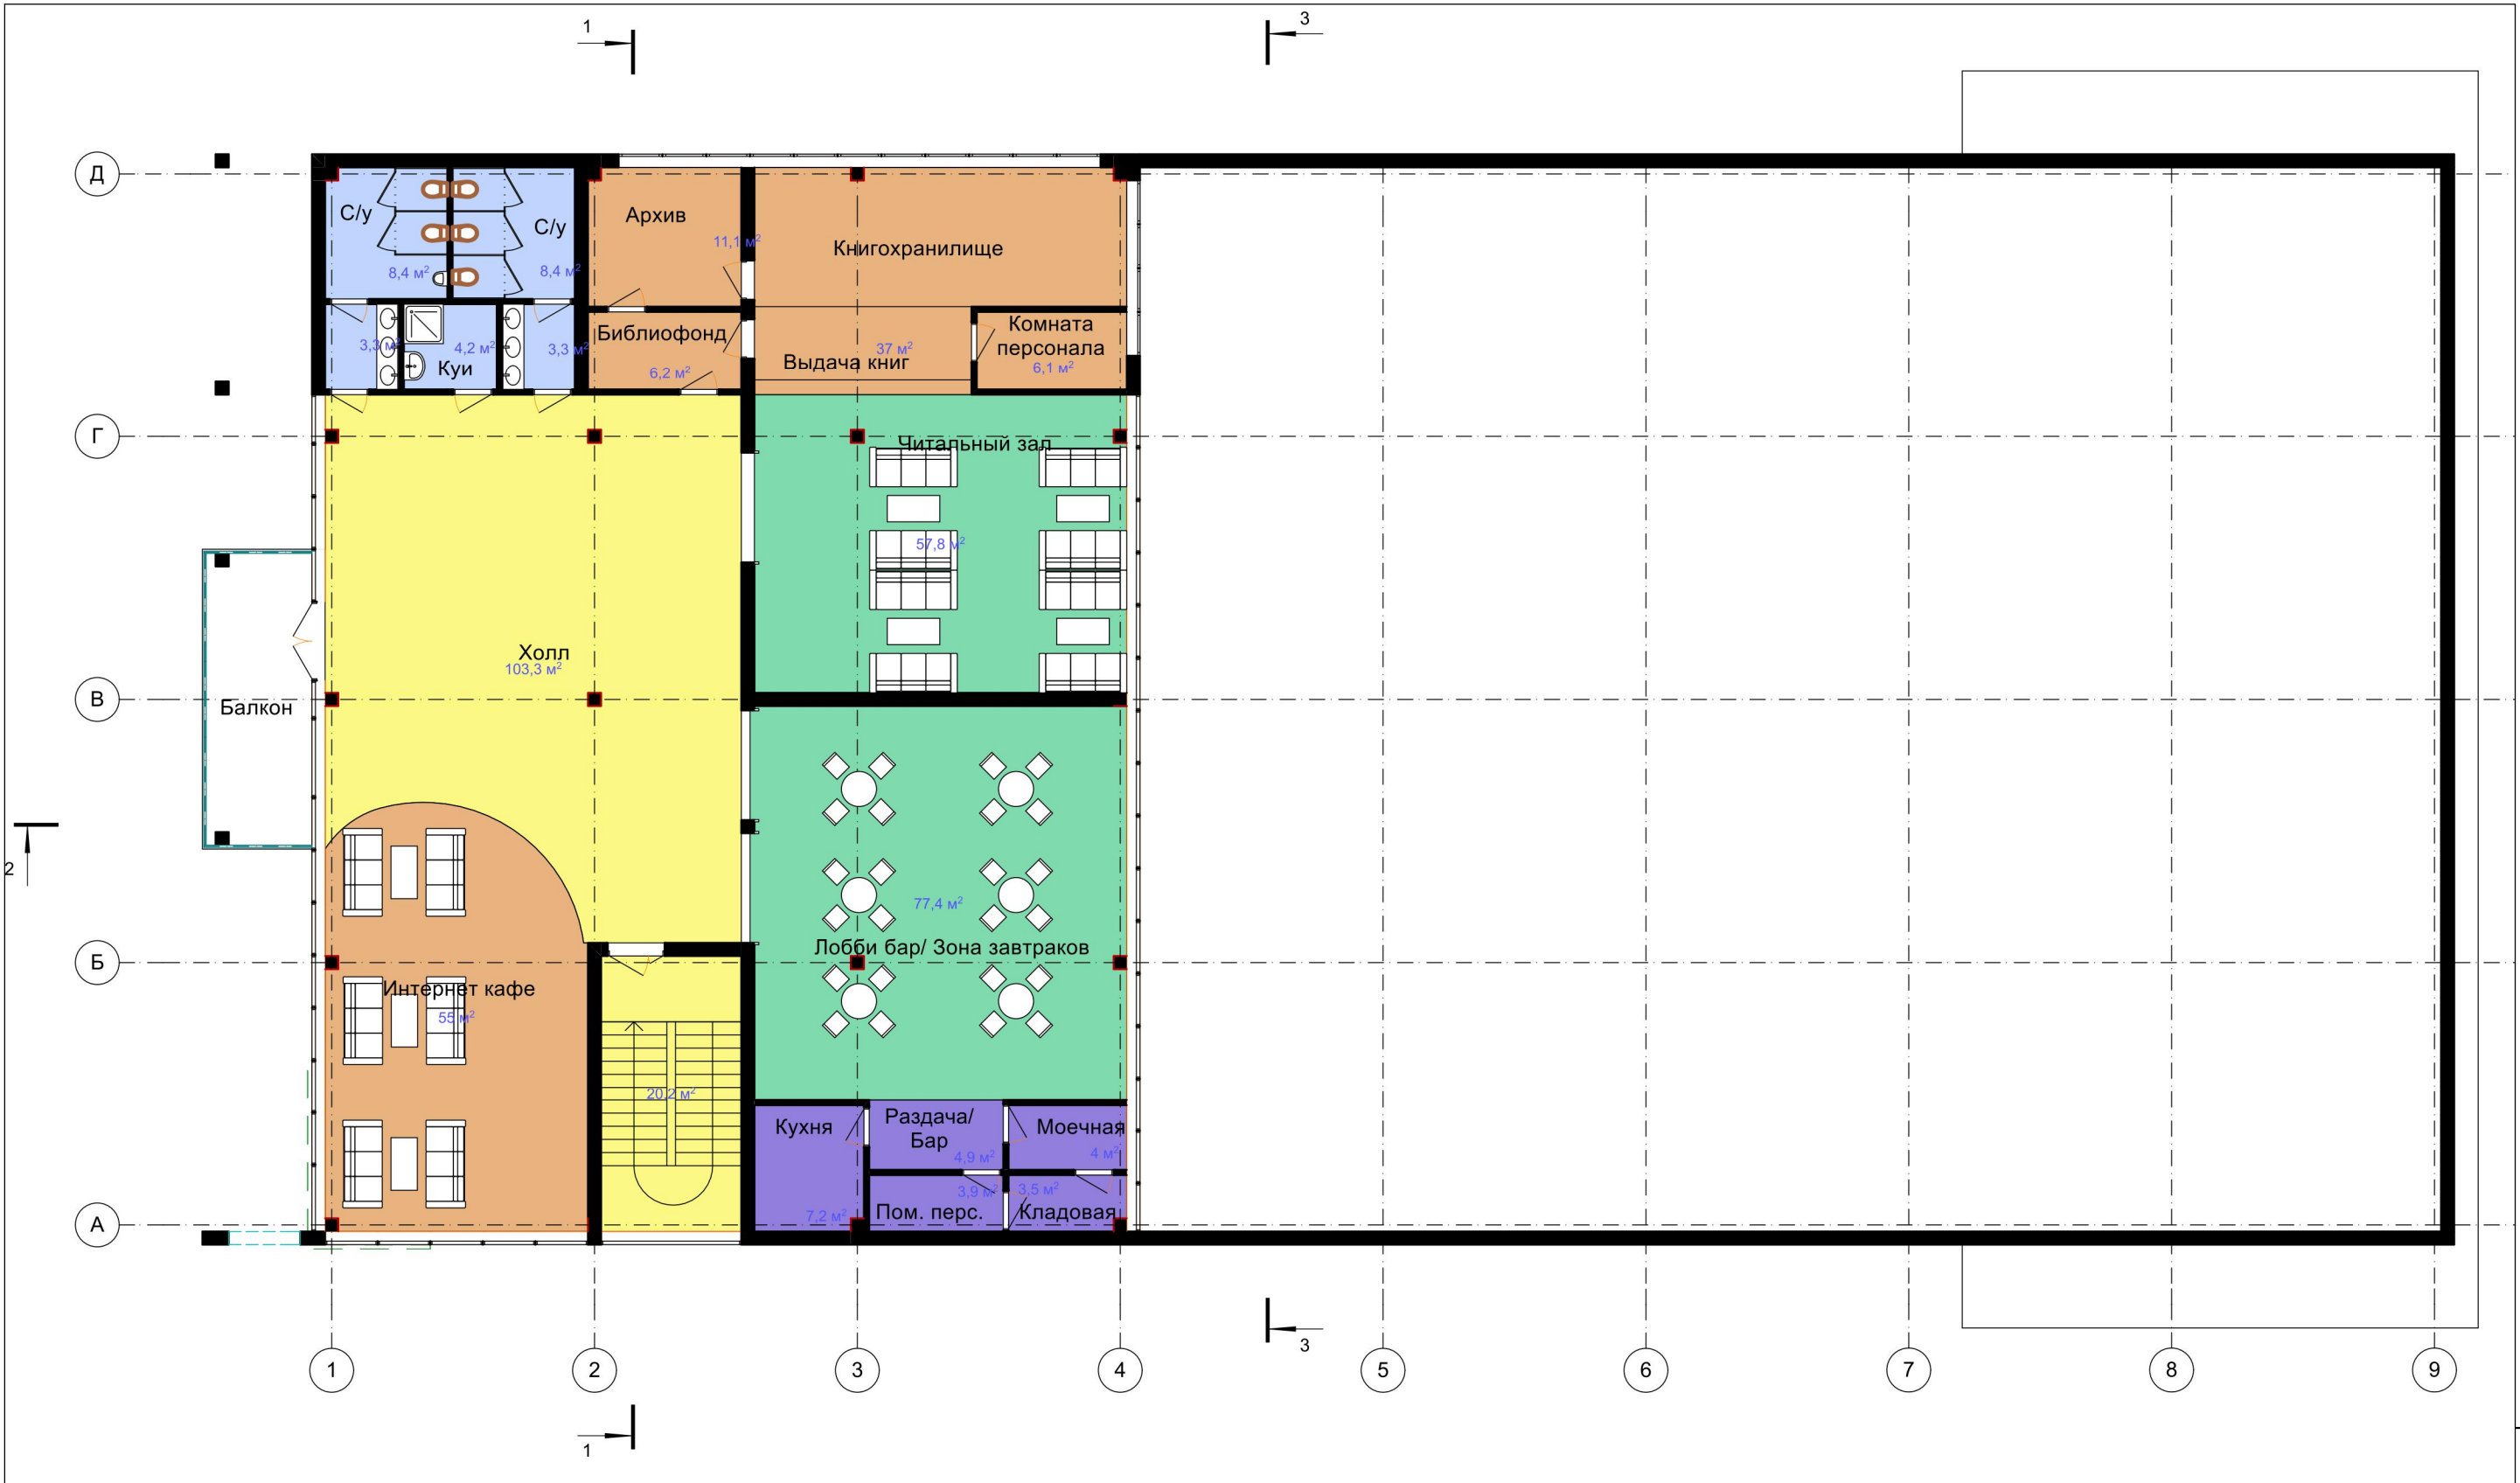 1
3
Д
С/у
8,4 м²
С/у
8,4 м²
Архив
11,1 м²
Книгохранилище
3,3 м²
4,2 м²
Куи
3,3 м²
Библиофонд
6,2 м²
Выдача книг
37 м²
Комната
персонала
6,1 м²
Г
Читальный зал
57,8 м²
Холл
103,3 м²
В
Балкон
2
77,4 м²
Лобби бар/ Зона завтраков
Б
Интернет кафе
55 м²
20,2 м²
Кухня
7,2 м²
Раздача/
Бар
4,9 м²
Моечная
4 м²
3,9 м²
Пом. перс.
3,5 м²
Кладовая
А
3
1
2
3
4
5
6
7
8
9
1